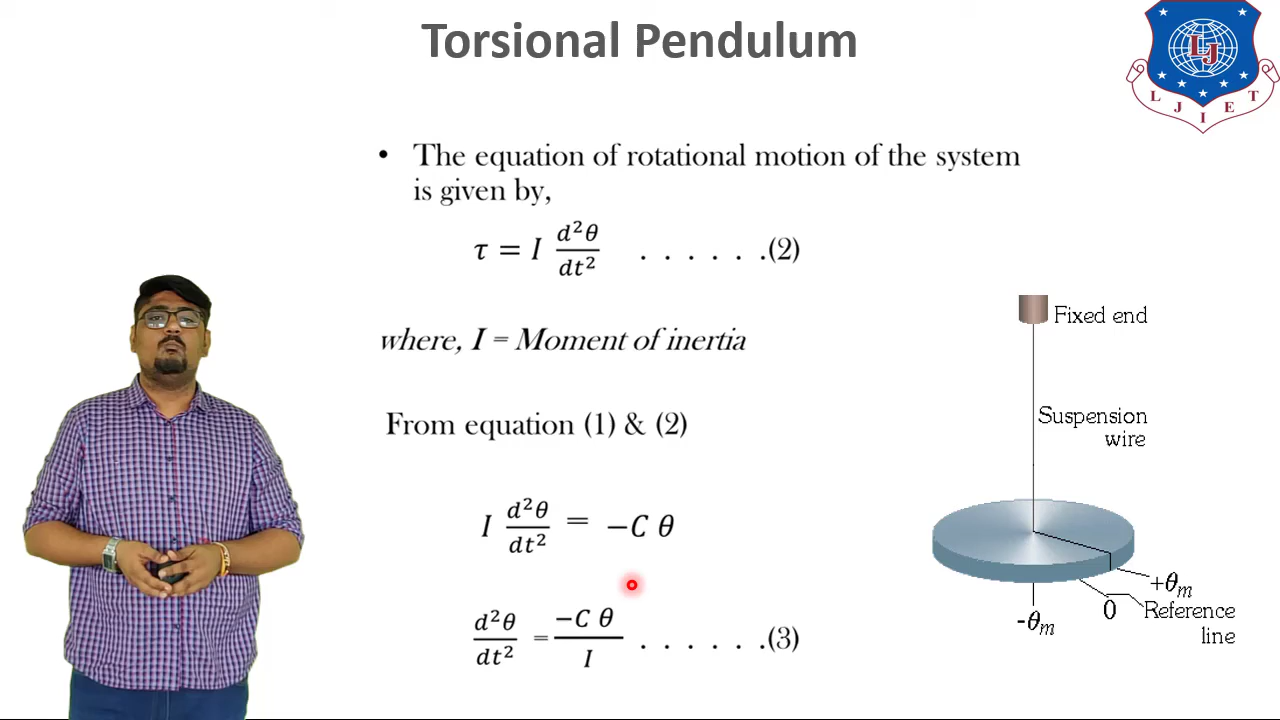 Torsional Pendulum
LJ
L J I E T
• The equation of rotational motion of the system
is given by,
τ = I d²θ/dt² . . . . . .(2)
where, I = Moment of inertia
From equation (1) & (2)
I d²θ/dt² = −C θ
d²θ/dt² = −C θ/I . . . . . .(3)
Fixed end
Suspension
wire
+θₘ
0
-θₘ
Reference
line